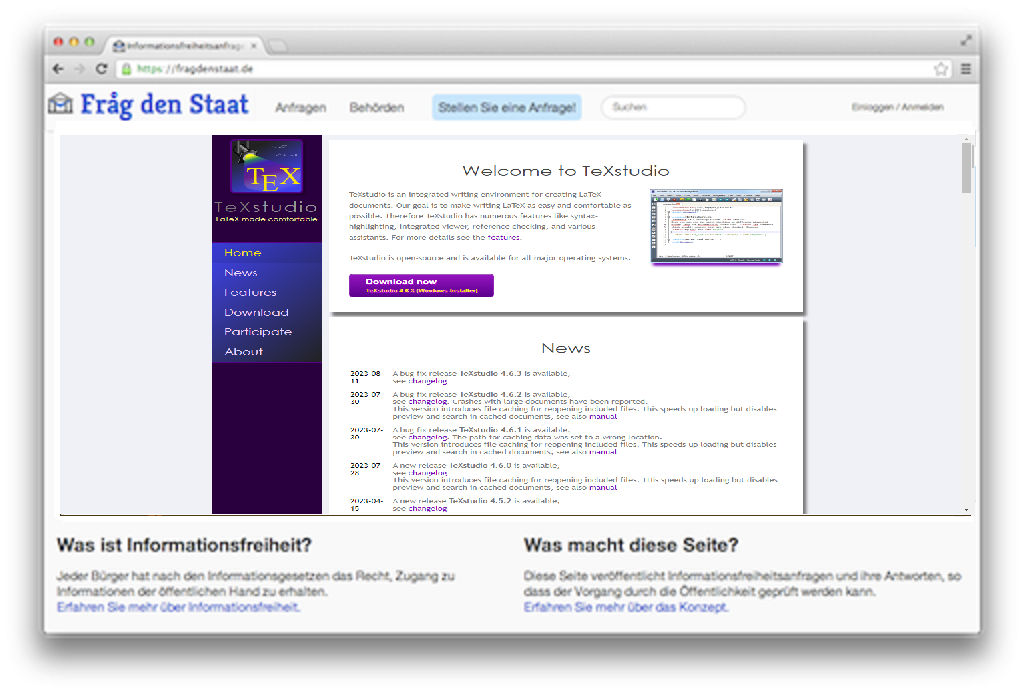 Informationsfreiheitsanfrage
https://fragdenstaat.de
Fråg den Staat
Anfragen
Behörden
Stellen Sie eine Anfrage!
Suchen
Einloggen / Anmelden
TEX
TeXstudio
LaTeX made comfortable
Home
News
Features
Download
Participate
About
Welcome to TeXstudio
TeXstudio is an integrated writing environment for creating LaTeX
documents. Our goal is to make writing LaTeX as easy and comfortable as
possible. Therefore TeXstudio has numerous features like syntax-
highlighting, integrated viewer, reference checking, and various
assistants. For more details see the features.
TeXstudio is open-source and is available for all major operating systems.
Download now
TeXstudio 4.6.3 (Windows Installer)
News
2023-08-11 A bug fix release TeXstudio 4.6.3 is available,
see changelog
2023-07-30 A bug fix release TeXstudio 4.6.2 is available,
see changelog. Crashes with large documents have been reported.
This version introduces file caching for reopening included files. This speeds up loading but disables
preview and search in cached documents, see also manual
2023-07-30 A bug fix release TeXstudio 4.6.1 is available,
see changelog. The path for caching data was set to a wrong location.
This version introduces file caching for reopening included files. This speeds up loading but disables
preview and search in cached documents, see also manual
2023-07-28 A new release TeXstudio 4.6.0 is available,
see changelog
This version introduces file caching for reopening included files. This speeds up loading but disables
preview and search in cached documents, see also manual
2023-04-15 A new release TeXstudio 4.5.2 is available,
see changelog
Was ist Informationsfreiheit?
Jeder Bürger hat nach den Informationsgesetzen das Recht, Zugang zu
Informationen der öffentlichen Hand zu erhalten.
Erfahren Sie mehr über Informationsfreiheit.
Was macht diese Seite?
Diese Seite veröffentlicht Informationsfreiheitsanfragen und ihre Antworten, so
dass der Vorgang durch die Öffentlichkeit geprüft werden kann.
Erfahren Sie mehr über das Konzept.